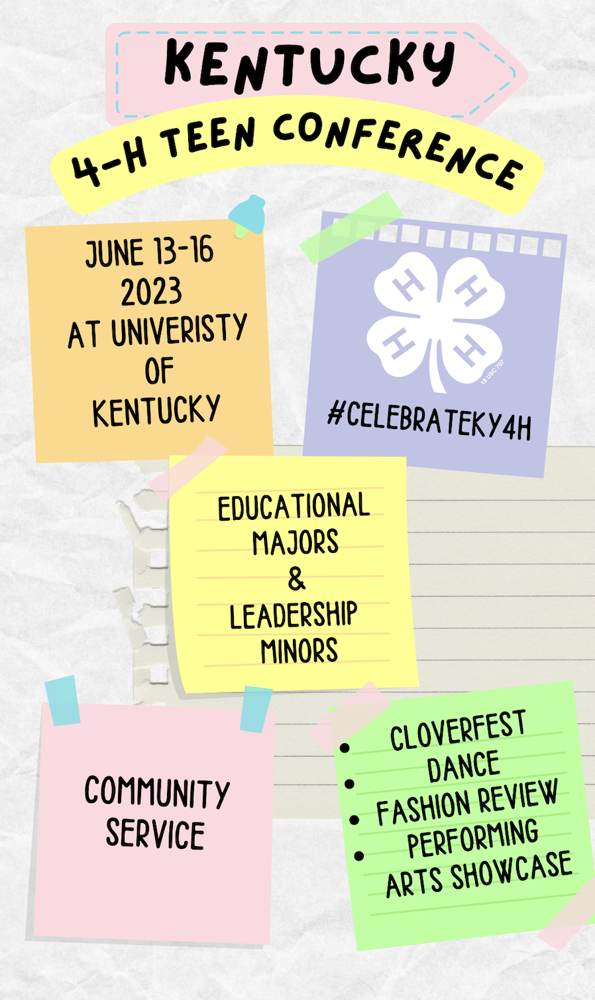 KENTUCKY
4-H TEEN CONFERENCE
JUNE 13-16
2023
AT UNIVERISTY
OF
KENTUCKY
H H
H H
18 USC 707
#CELEBRATEKY4H
EDUCATIONAL
MAJORS
&
LEADERSHIP
MINORS
COMMUNITY
SERVICE
• CLOVERFEST
• DANCE
• FASHION REVIEW
• PERFORMING
ARTS SHOWCASE